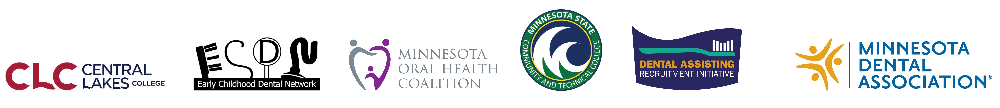 CLC CENTRAL
LAKES COLLEGE
ECDN
Early Childhood Dental Network
MINNESOTA
ORAL HEALTH
COALITION
MINNESOTA STATE
COMMUNITY AND TECHNICAL COLLEGE
DENTAL ASSISTING
RECRUITMENT INITIATIVE
MINNESOTA
DENTAL
ASSOCIATION®